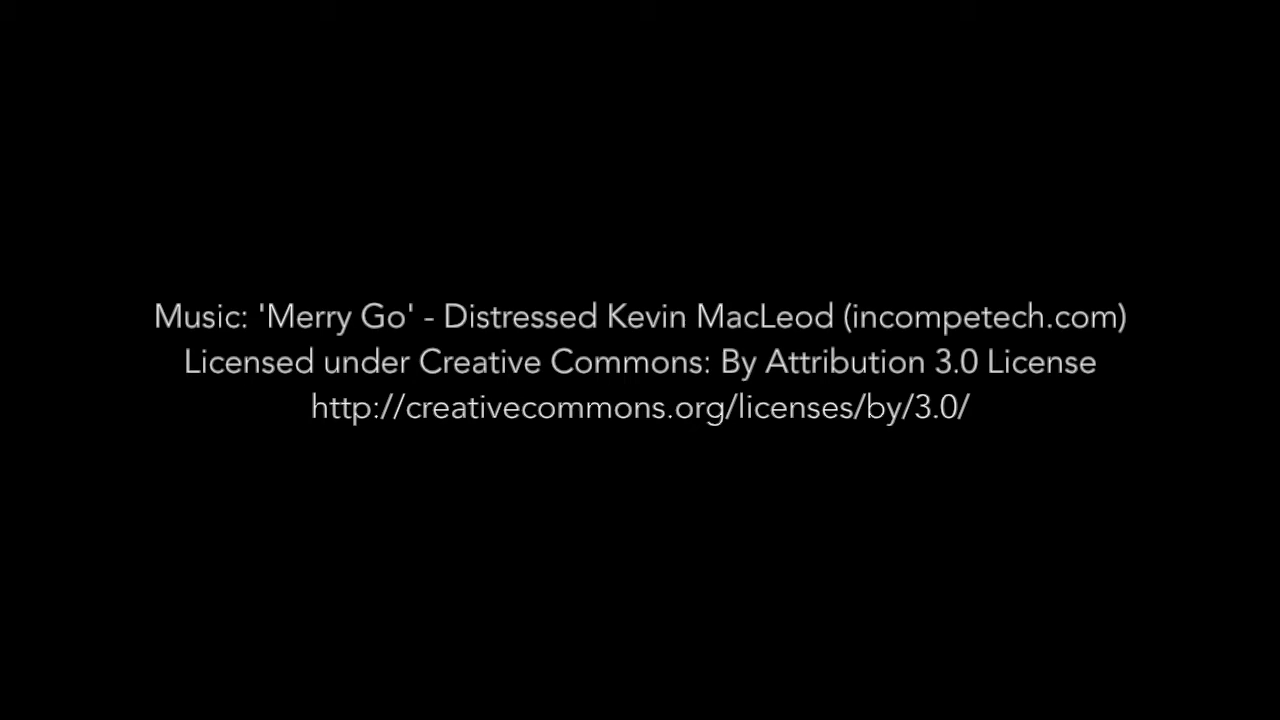 Music: 'Merry Go' - Distressed Kevin MacLeod (incompetech.com)
Licensed under Creative Commons: By Attribution 3.0 License
http://creativecommons.org/licenses/by/3.0/